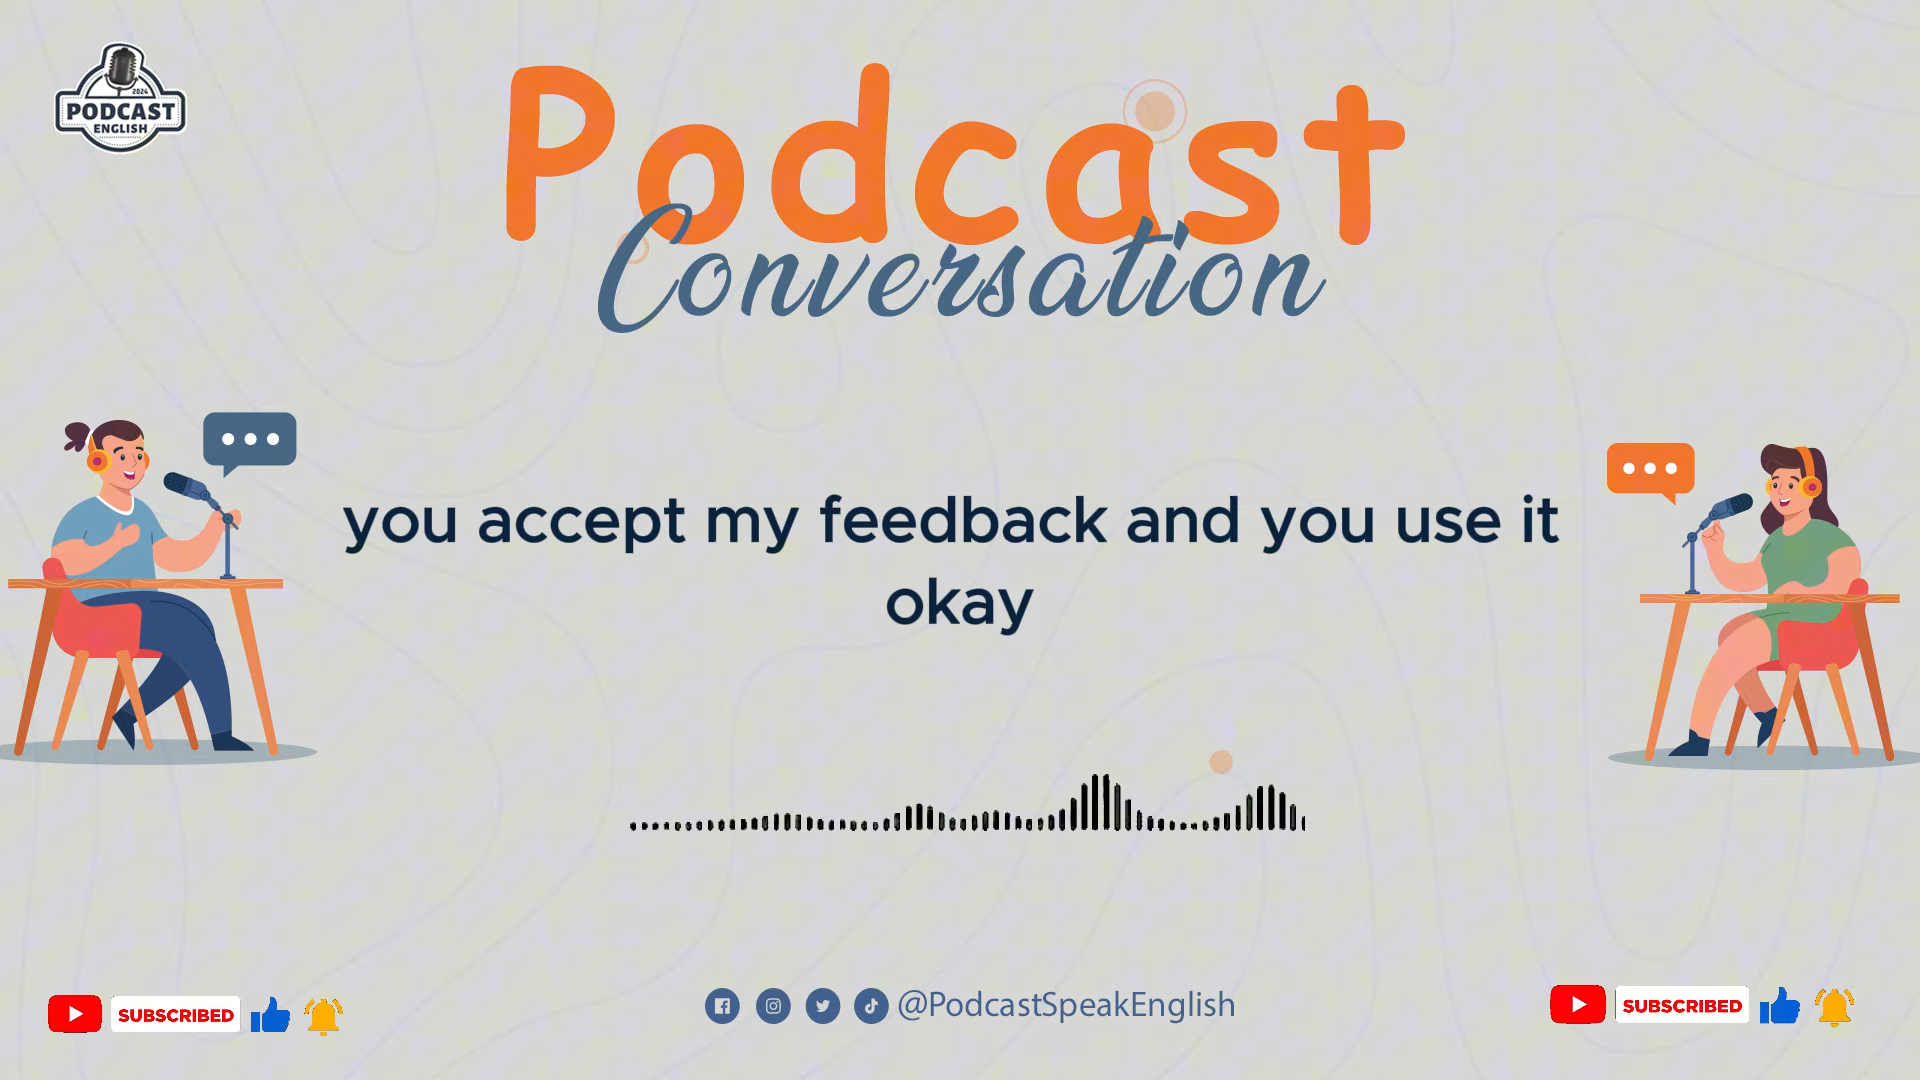 2024
PODCAST
ENGLISH
Podcast
Conversation
you accept my feedback and you use it
okay
SUBSCRIBED
@PodcastSpeakEnglish
SUBSCRIBED